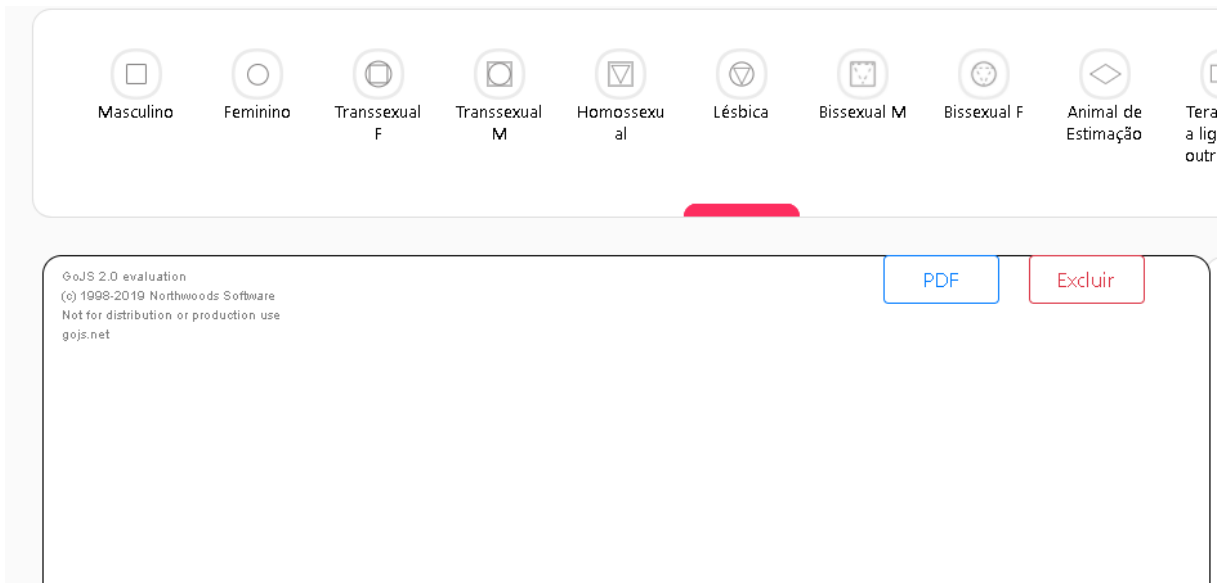 Masculino
Feminino
Transsexual
F
Transsexual
M
Homossexu
al
Lésbica
Bissexual M
Bissexual F
Animal de
Estimação
a lig
GoJS 2.0 evaluation
(c) 1998-2019 Northwoods Software
Not for distribution or production use
gojs.net
PDF
Excluir